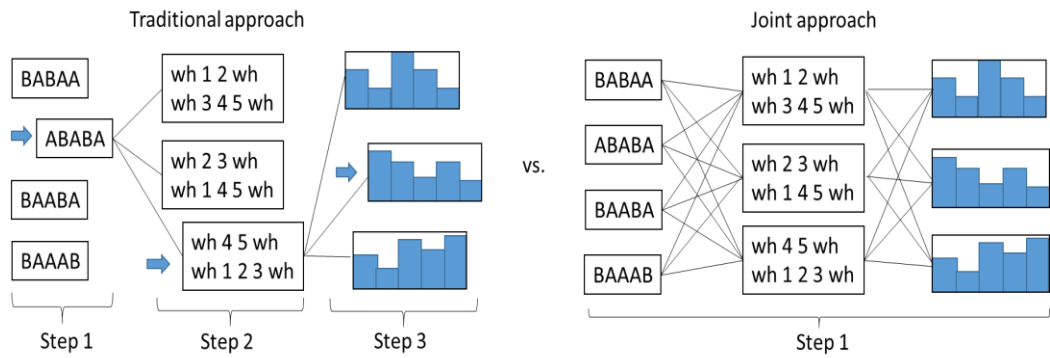 Traditional approach
BABAA
ABABA
BAABA
BAAAB
wh 1 2 wh
wh 3 4 5 wh
wh 2 3 wh
wh 1 4 5 wh
wh 4 5 wh
wh 1 2 3 wh
Step 1
Step 2
Step 3
vs.
Joint approach
BABAA
ABABA
BAABA
BAAAB
wh 1 2 wh
wh 3 4 5 wh
wh 2 3 wh
wh 1 4 5 wh
wh 4 5 wh
wh 1 2 3 wh
Step 1